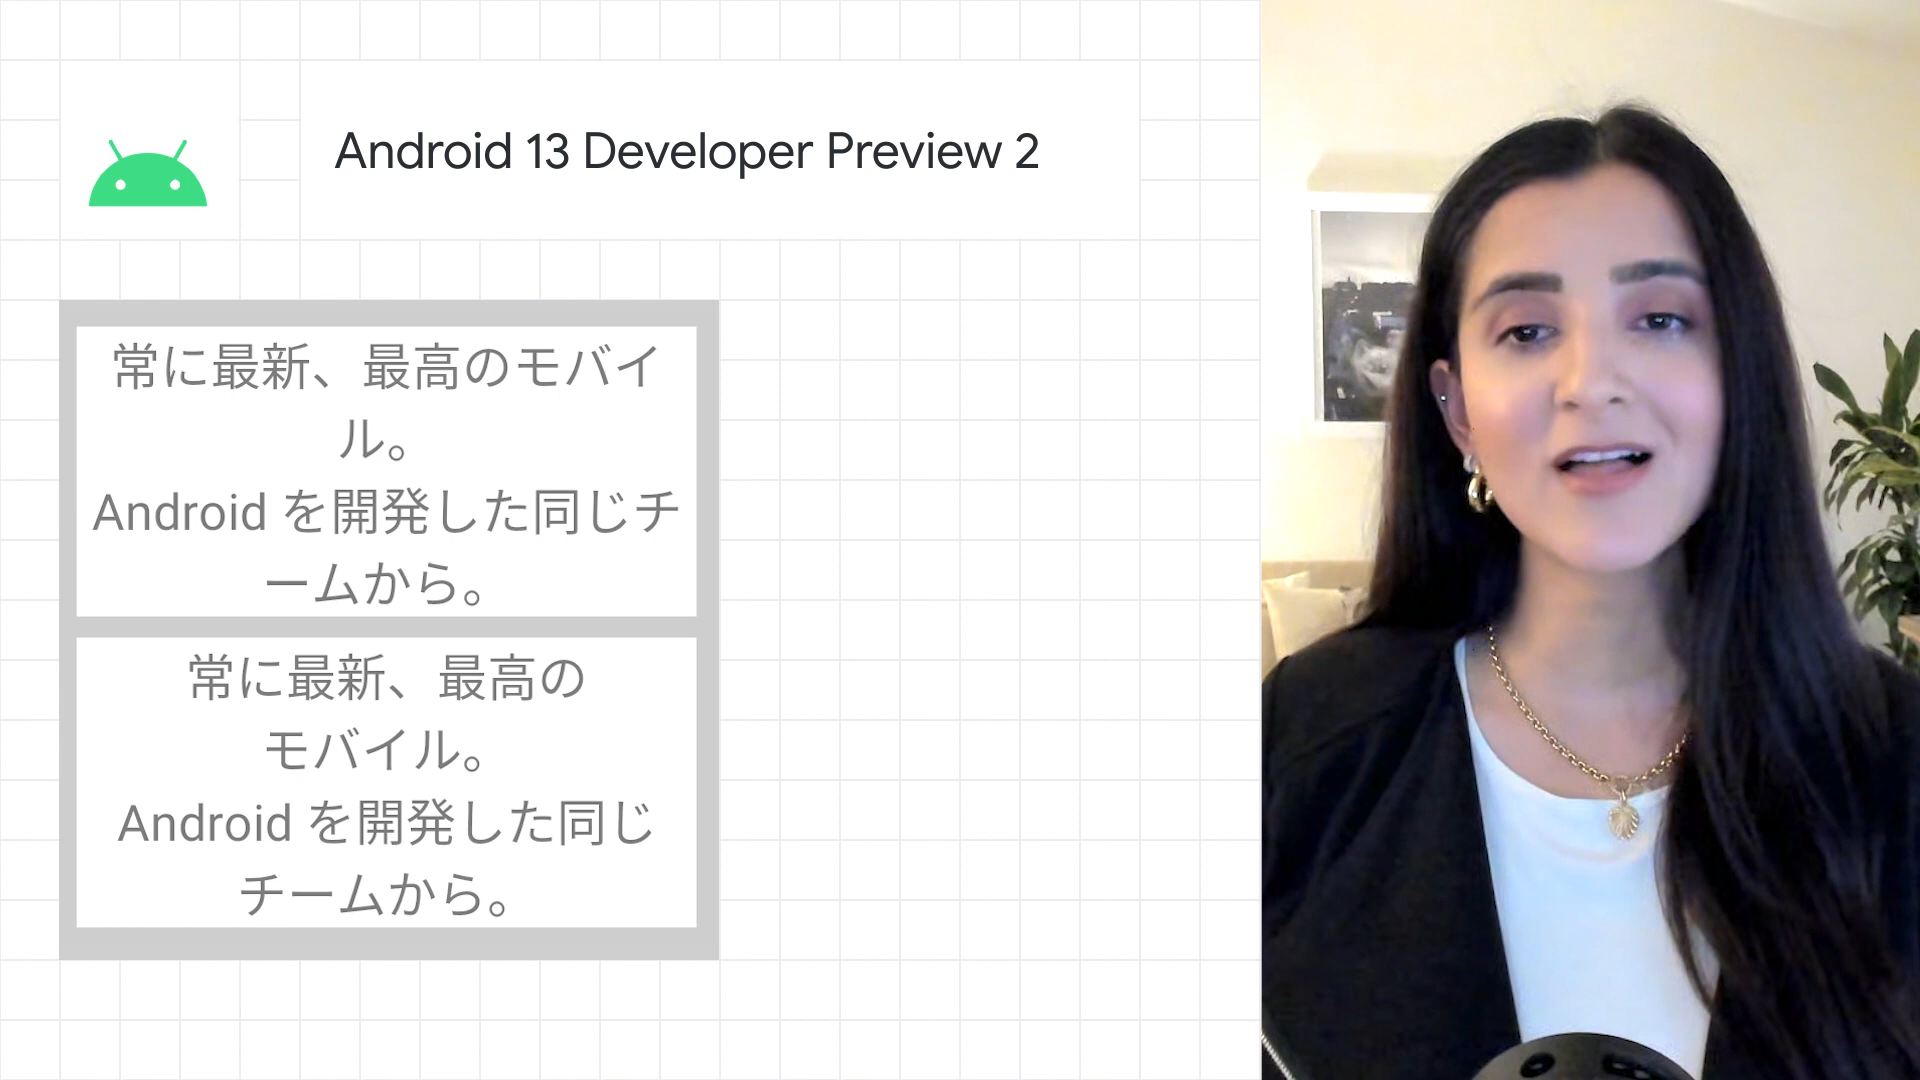 Android 13 Developer Preview 2
常に最新、最高のモバイ
ル。
Android を開発した同じチ
ームから。
常に最新、最高の
モバイル。
Android を開発した同じ
チームから。